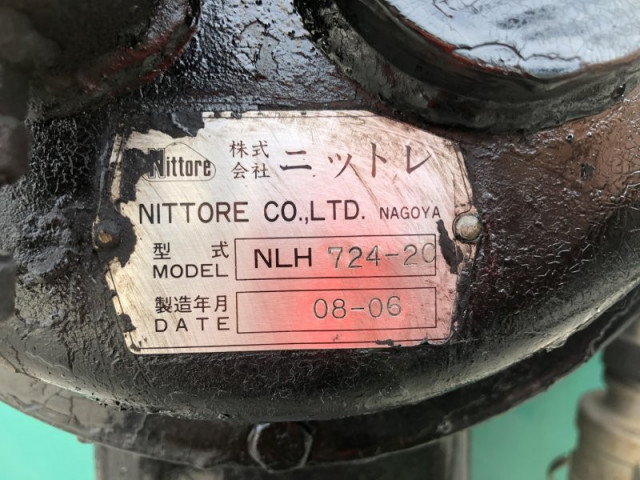 Nittore 株式会社 ニットレ
NITTORE CO.,LTD. NAGOYA
型式
MODEL NLH 724-20
製造年月
DATE 08-06